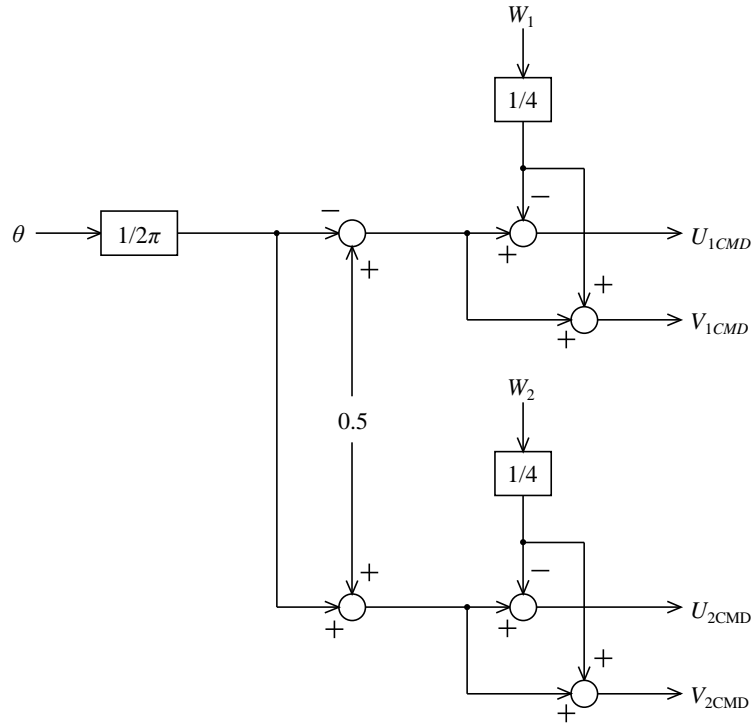 W1
1/4
−
+
θ
1/2π
−
+
−
+
U1CMD
+
+
V1CMD
0.5
W2
1/4
−
+
+
+
+
U2CMD
+
+
V2CMD